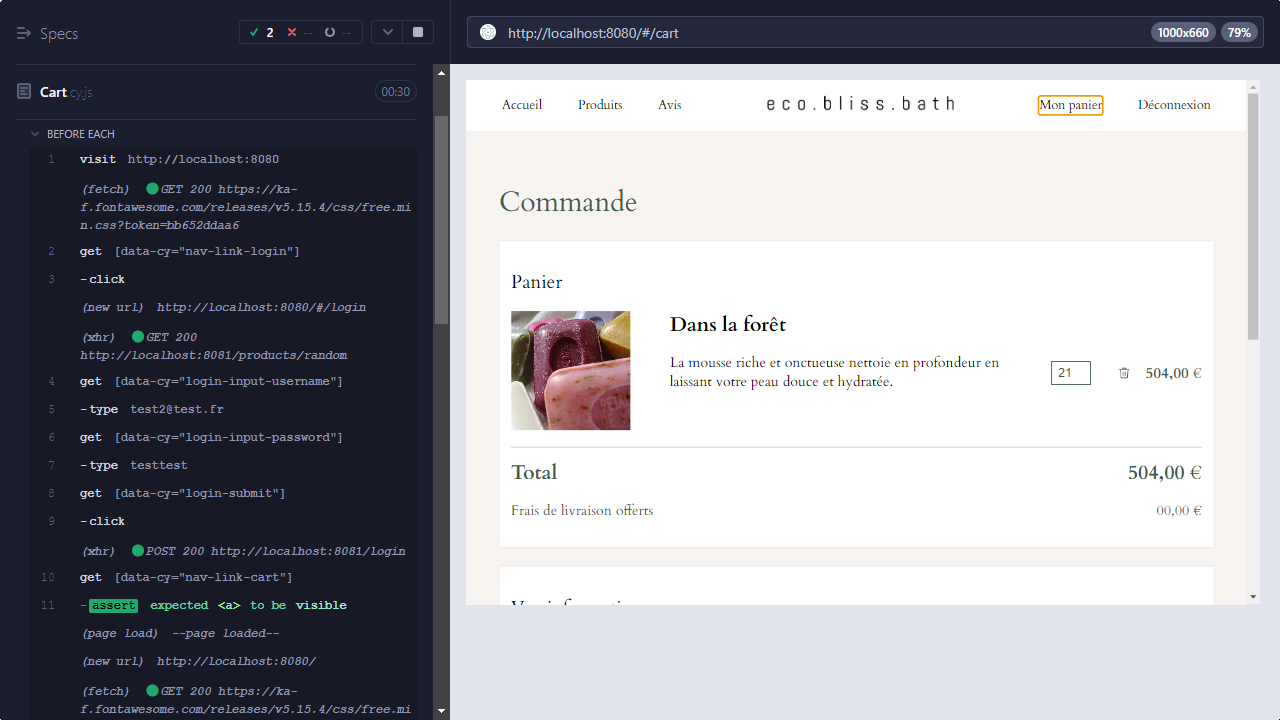 Specs
2 -- --
Cart.cy.js
00:30
BEFORE EACH
1 visit http://localhost:8080
(fetch) GET 200 https://ka-
f.fontawesome.com/releases/v5.15.4/css/free.mi
n.css?token=bb652ddaa6
2 get [data-cy="nav-link-login"]
3 -click
(new url) http://localhost:8080/#/login
(xhr) GET 200
http://localhost:8081/products/random
4 get [data-cy="login-input-username"]
5 -type test2@test.fr
6 get [data-cy="login-input-password"]
7 -type testtest
8 get [data-cy="login-submit"]
9 -click
(xhr) POST 200 http://localhost:8081/login
10 get [data-cy="nav-link-cart"]
11 -assert expected <a> to be visible
(page load) --page loaded--
(new url) http://localhost:8080/
(fetch) GET 200 https://ka-
f.fontawesome.com/releases/v5.15.4/css/free.mi
http://localhost:8080/#/cart
1000x660 79%
Accueil Produits Avis eco.bliss.bath Mon panier Déconnexion
Commande
Panier
Dans la forêt
La mousse riche et onctueuse nettoie en profondeur en
laissant votre peau douce et hydratée.
21 504,00 €
Total 504,00 €
Frais de livraison offerts 00,00 €